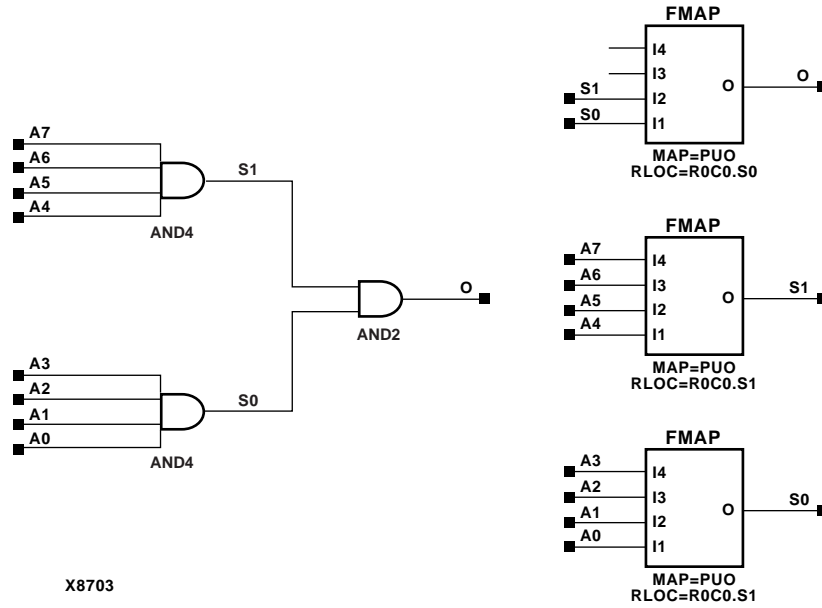 A7
A6
A5
A4
S1
AND4
O
AND2
A3
A2
A1
A0
S0
AND4
X8703
FMAP
I4
I3
S1 I2 O O
S0 I1
MAP=PUO
RLOC=R0C0.S0
FMAP
A7 I4
A6 I3
A5 I2 O S1
A4 I1
MAP=PUO
RLOC=R0C0.S1
FMAP
A3 I4
A2 I3
A1 I2 O S0
A0 I1
MAP=PUO
RLOC=R0C0.S1